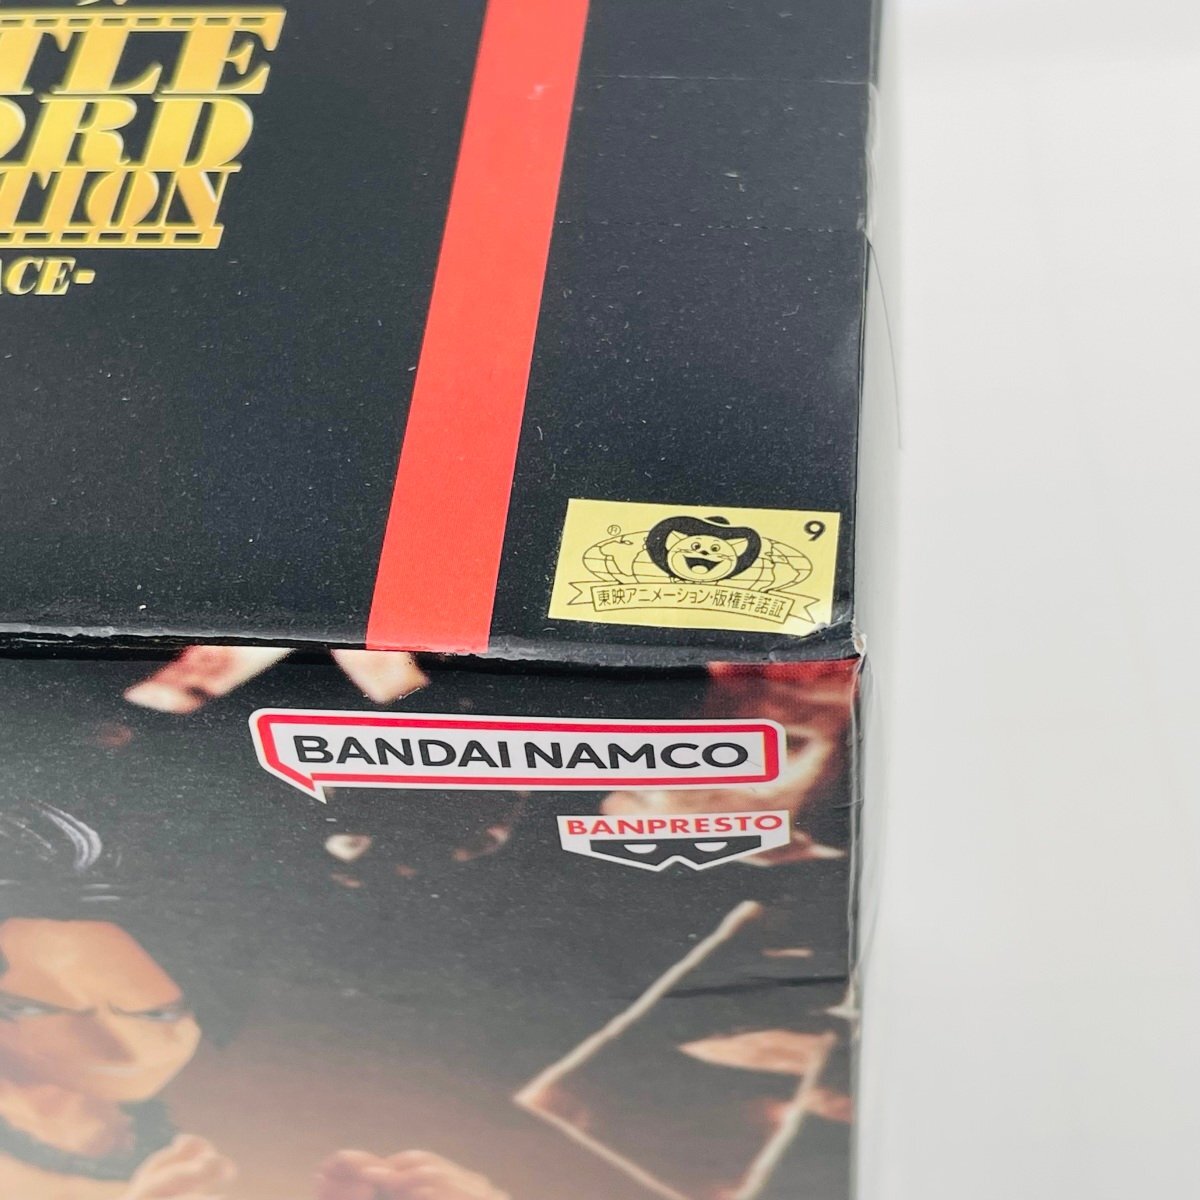 TLE
ORD
TION
ACE-
® 9
東映アニメーション・版権許諾証
BANDAI NAMCO
BANPRESTO